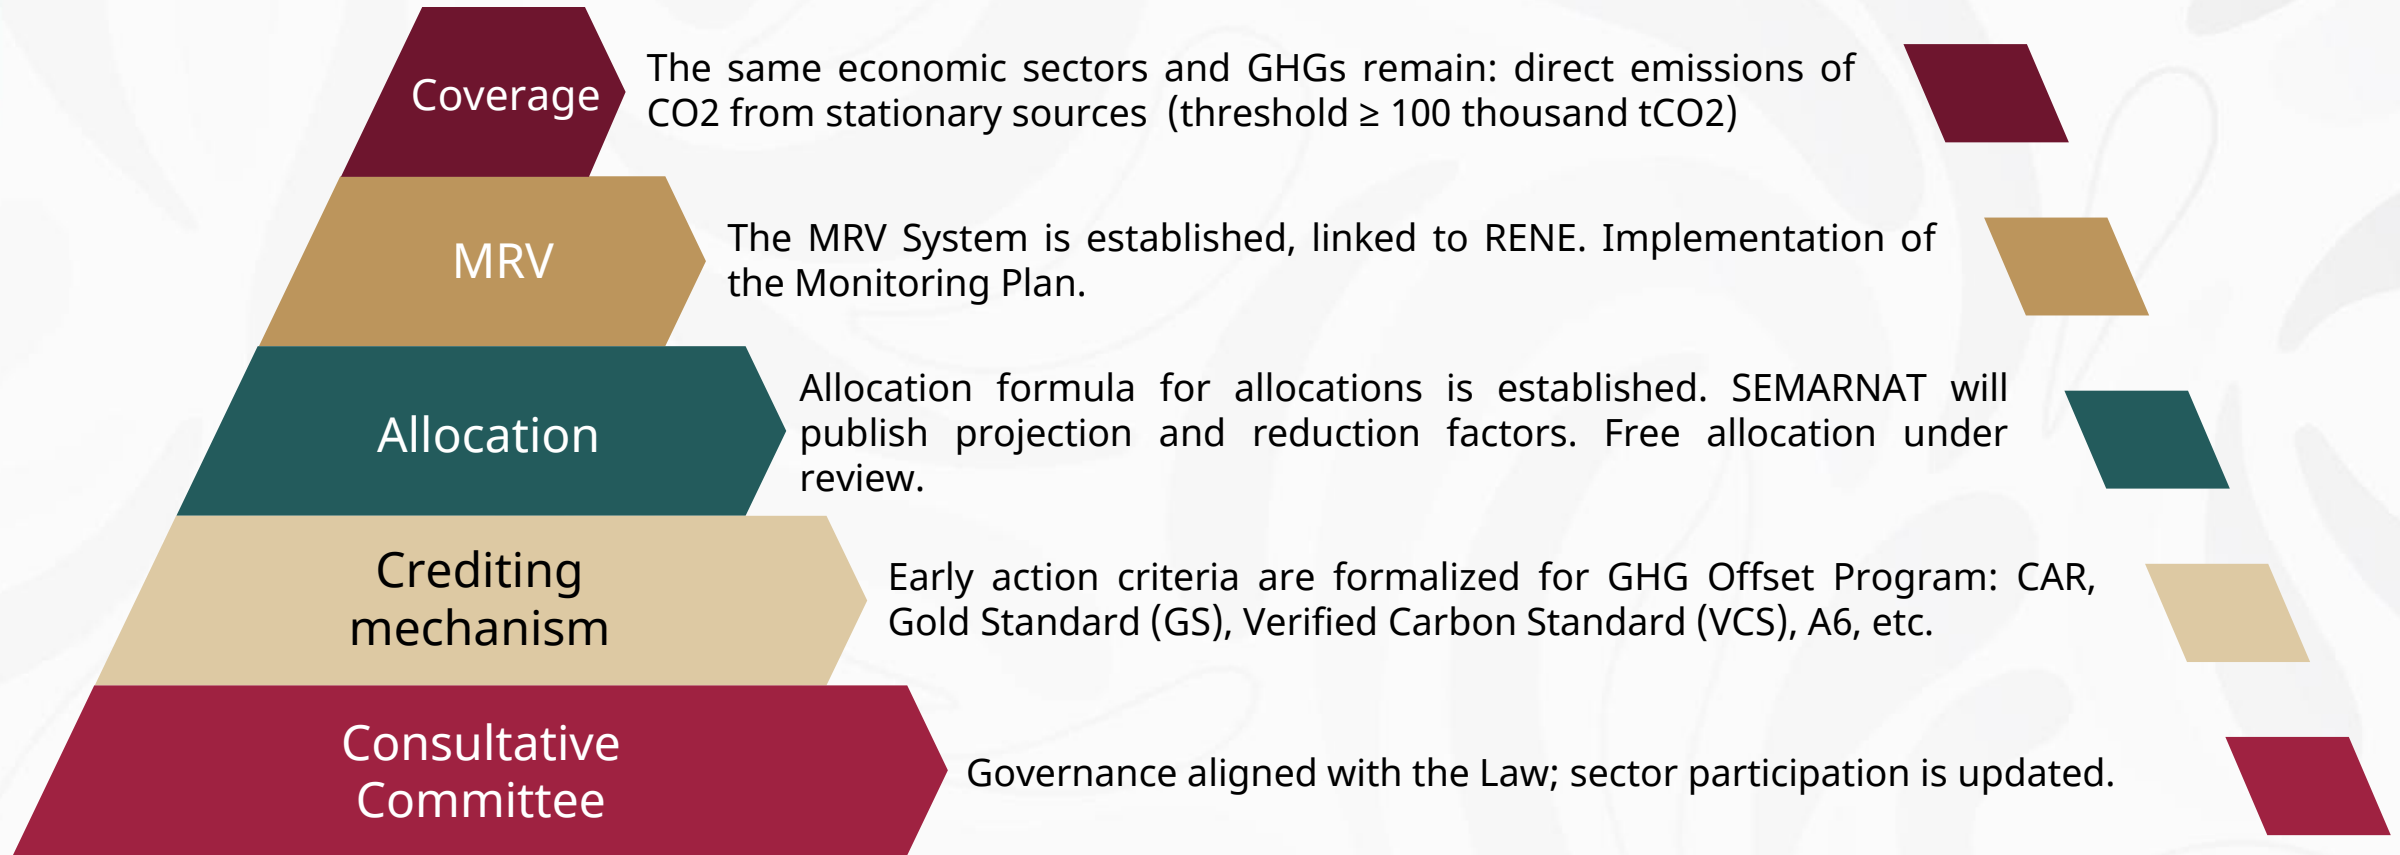 Coverage
The same economic sectors and GHGs remain: direct emissions of
CO2 from stationary sources (threshold ≥ 100 thousand tCO2)
MRV
The MRV System is established, linked to RENE. Implementation of
the Monitoring Plan.
Allocation
Allocation formula for allocations is established. SEMARNAT will
publish projection and reduction factors. Free allocation under
review.
Crediting
mechanism
Early action criteria are formalized for GHG Offset Program: CAR,
Gold Standard (GS), Verified Carbon Standard (VCS), A6, etc.
Consultative
Committee
Governance aligned with the Law; sector participation is updated.